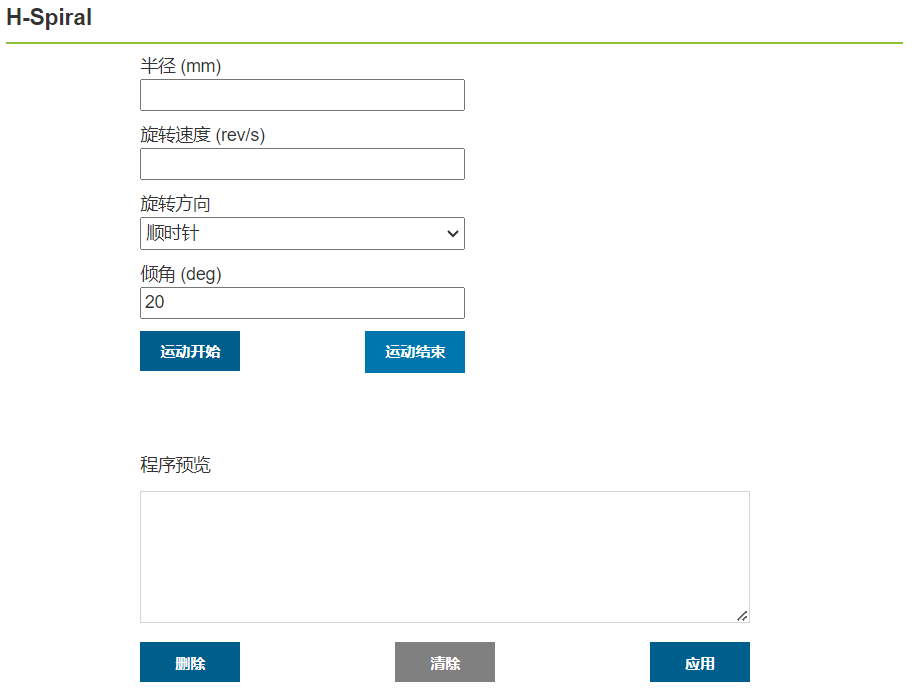 H-Spiral
半径 (mm)
旋转速度 (rev/s)
旋转方向
顺时针
倾角 (deg)
20
运动开始 运动结束
程序预览
删除 清除 应用